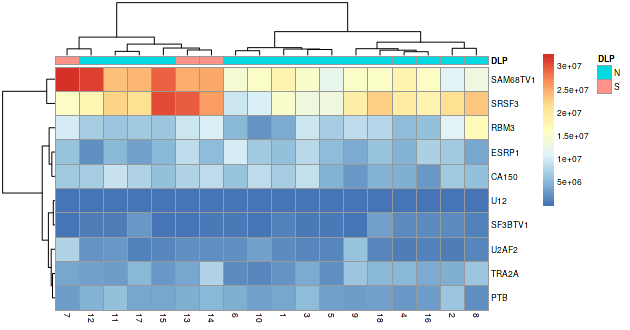 DLP
SAM68TV1
SRSF3
RBM3
ESRP1
CA150
U12
SF3BTV1
U2AF2
TRA2A
PTB
7 12 11 17 15 13 14 6 10 1 3 5 9 18 4 16 2 8
3e+07
2.5e+07
2e+07
1.5e+07
1e+07
5e+06
DLP
N
S